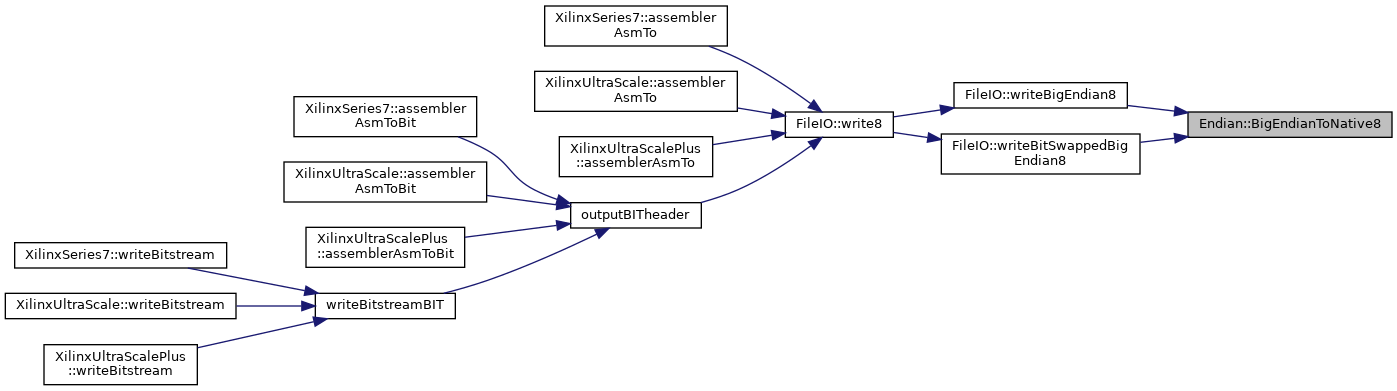 XilinxSeries7::assembler
AsmTo
XilinxUltraScale::assembler
AsmTo
FileIO::writeBigEndian8
XilinxSeries7::assembler
AsmToBit
FileIO::write8
Endian::BigEndianToNative8
XilinxUltraScalePlus
::assemblerAsmTo
FileIO::writeBitSwappedBig
Endian8
XilinxUltraScale::assembler
AsmToBit
outputBITheader
XilinxUltraScalePlus
::assemblerAsmToBit
XilinxSeries7::writeBitstream
XilinxUltraScale::writeBitstream
writeBitstreamBIT
XilinxUltraScalePlus
::writeBitstream